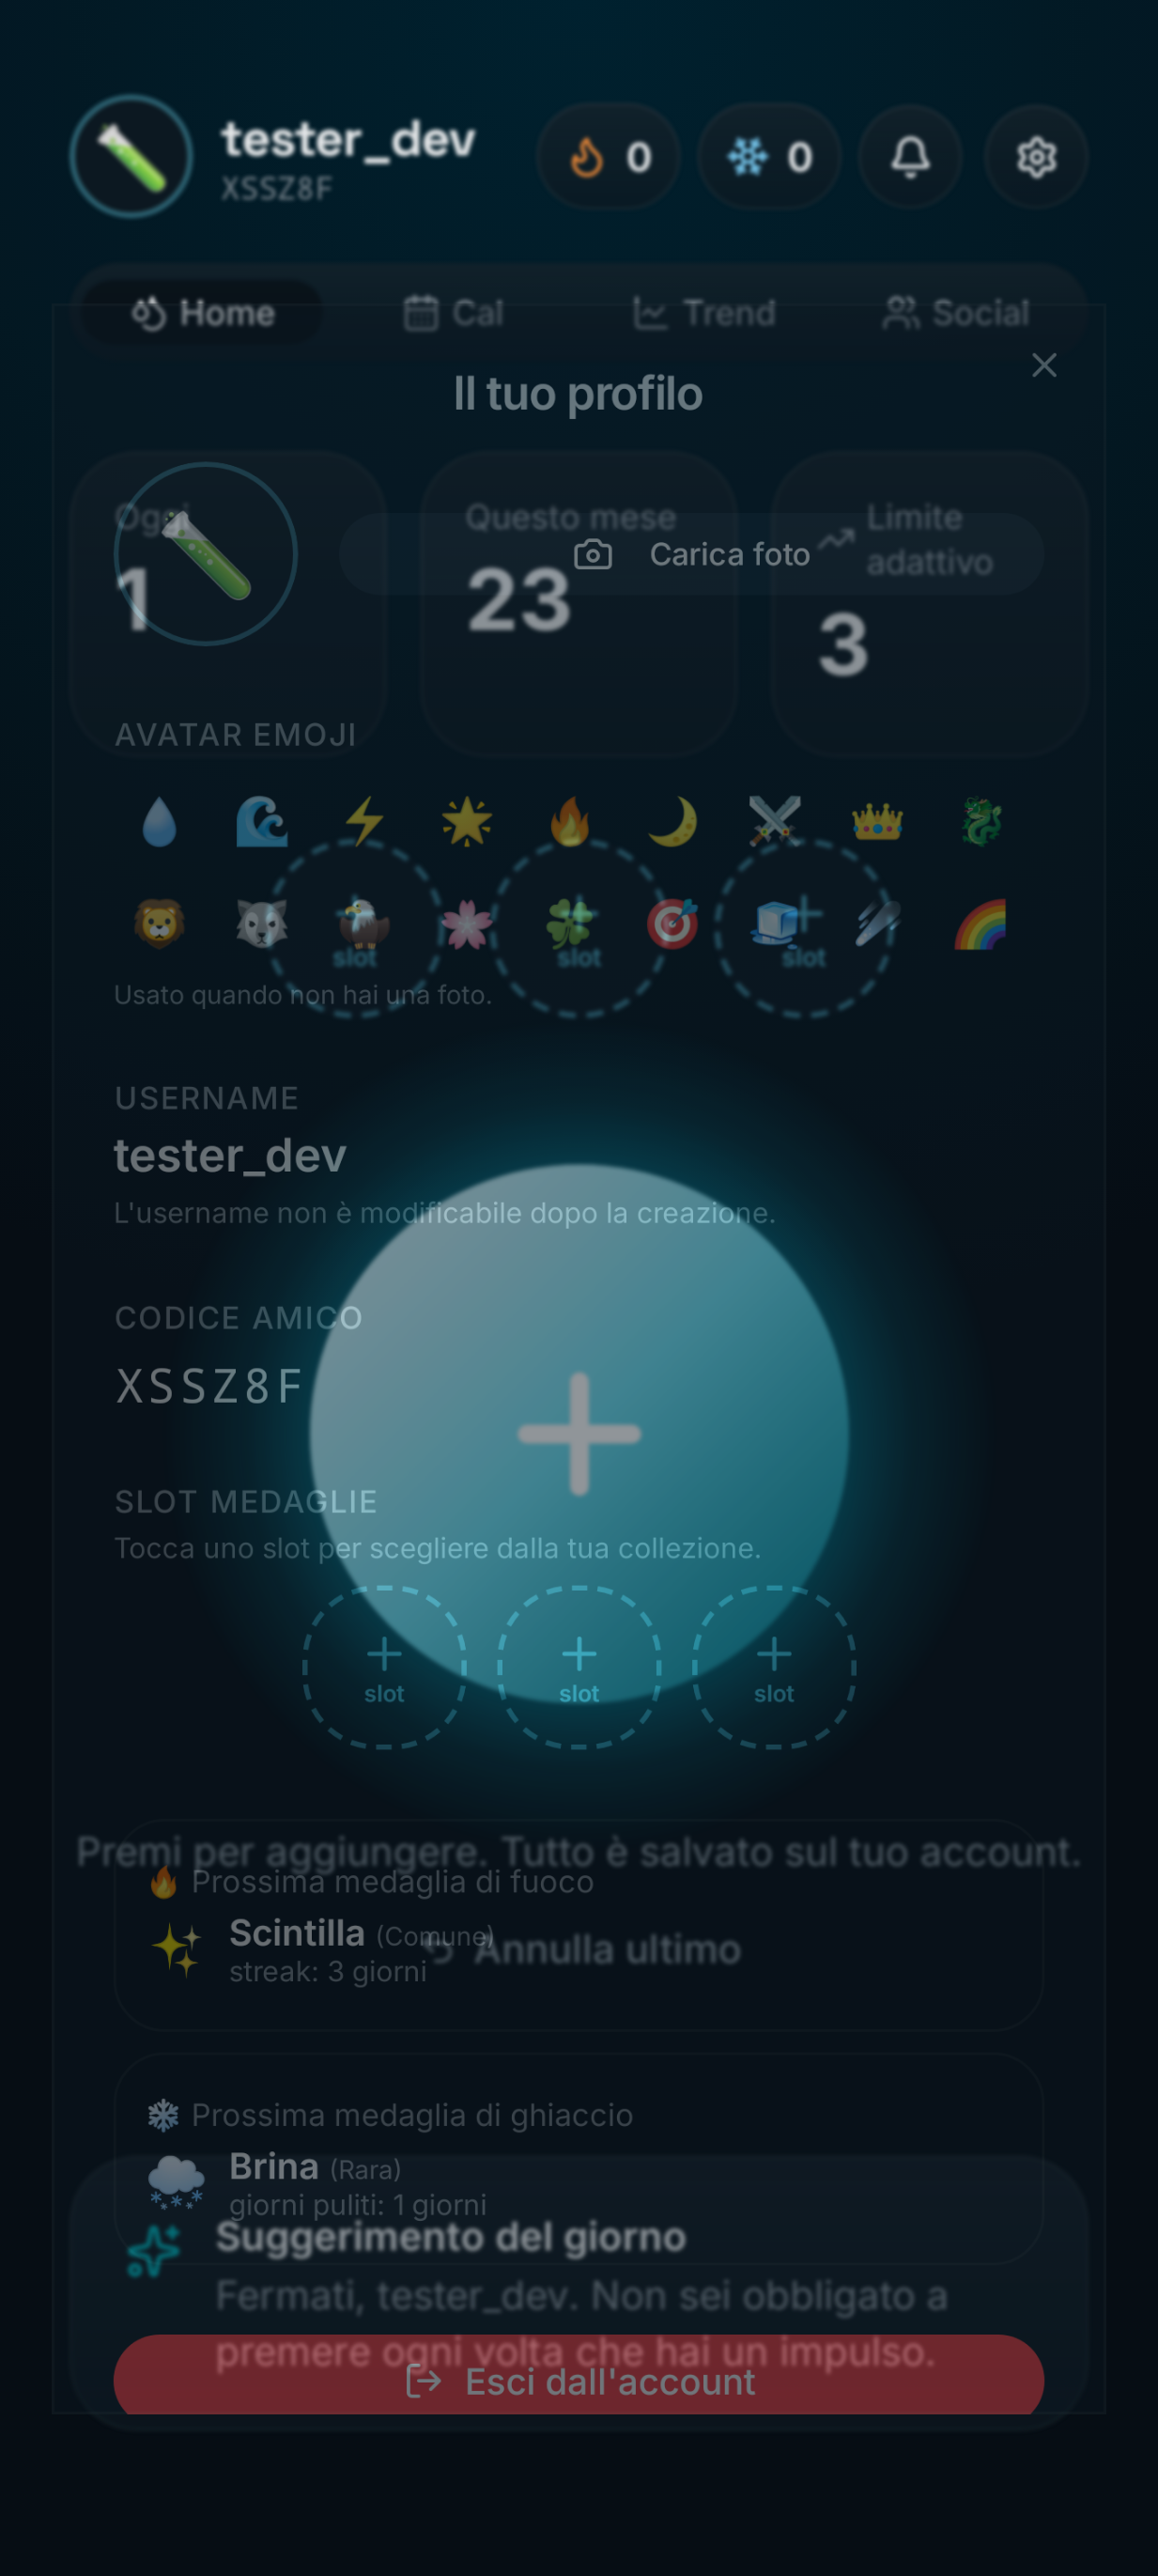 tester_dev
XSSZ8F
0
0
Home
Cal
Trend
Social
Il tuo profilo
Oggi
1
Questo mese
23
Limite
adattivo
3
Carica foto
AVATAR EMOJI
slot
slot
slot
Usato quando non hai una foto.
USERNAME
tester_dev
L'username non è modificabile dopo la creazione.
CODICE AMICO
XSSZ8F
SLOT MEDAGLIE
Tocca uno slot per scegliere dalla tua collezione.
slot
slot
slot
Premi per aggiungere. Tutto è salvato sul tuo account.
Prossima medaglia di fuoco
Scintilla (Comune)
streak: 3 giorni
Annulla ultimo
Prossima medaglia di ghiaccio
Brina (Rara)
giorni puliti: 1 giorni
Suggerimento del giorno
Fermati, tester_dev. Non sei obbligato a
premere ogni volta che hai un impulso.
Esci dall'account